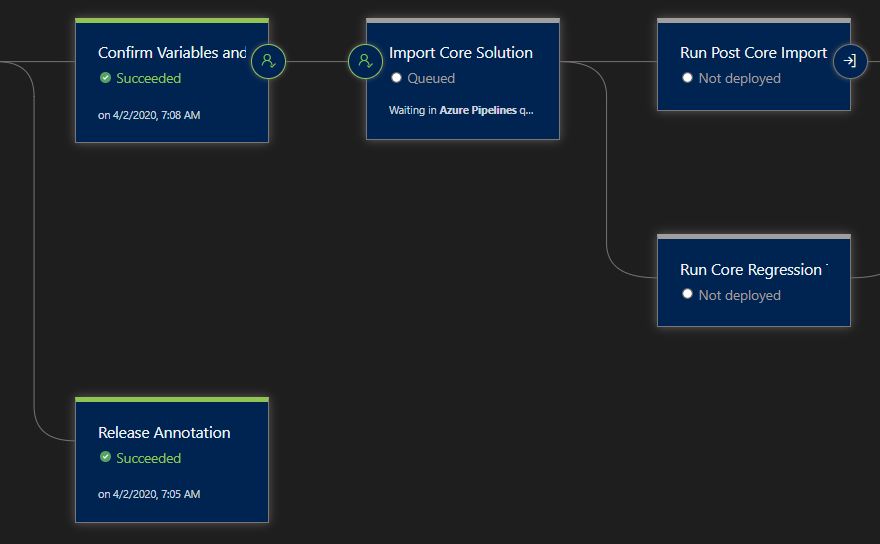 Confirm Variables and
Succeeded
on 4/2/2020, 7:08 AM
Import Core Solution
Queued
Waiting in Azure Pipelines q...
Run Post Core Import
Not deployed
Run Core Regression
Not deployed
Release Annotation
Succeeded
on 4/2/2020, 7:05 AM